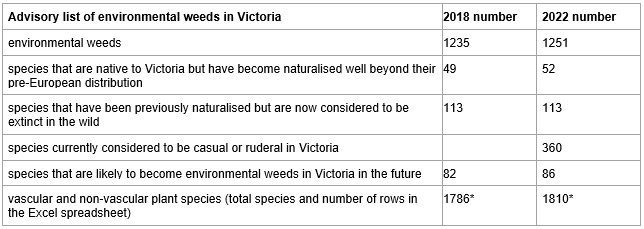 Advisory list of environmental weeds in Victoria 2018 number 2022 number
environmental weeds 1235 1251
species that are native to Victoria but have become naturalised well beyond their 49 52
pre-European distribution
species that have been previously naturalised but are now considered to be 113 113
extinct in the wild
species currently considered to be casual or ruderal in Victoria 360
species that are likely to become environmental weeds in Victoria in the future 82 86
vascular and non-vascular plant species (total species and number of rows in 1786* 1810*
the Excel spreadsheet)